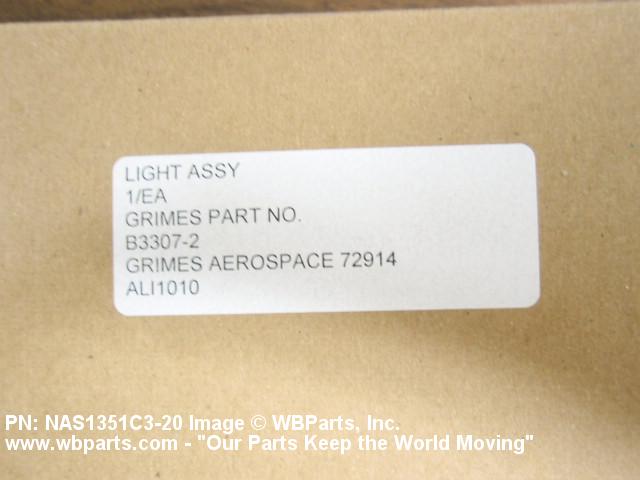 LIGHT ASSY
1/EA
GRIMES PART NO.
B3307-2
GRIMES AEROSPACE 72914
ALI1010
PN: NAS1351C3-20 Image © WBParts, Inc.
www.wbparts.com - "Our Parts Keep the World Moving"